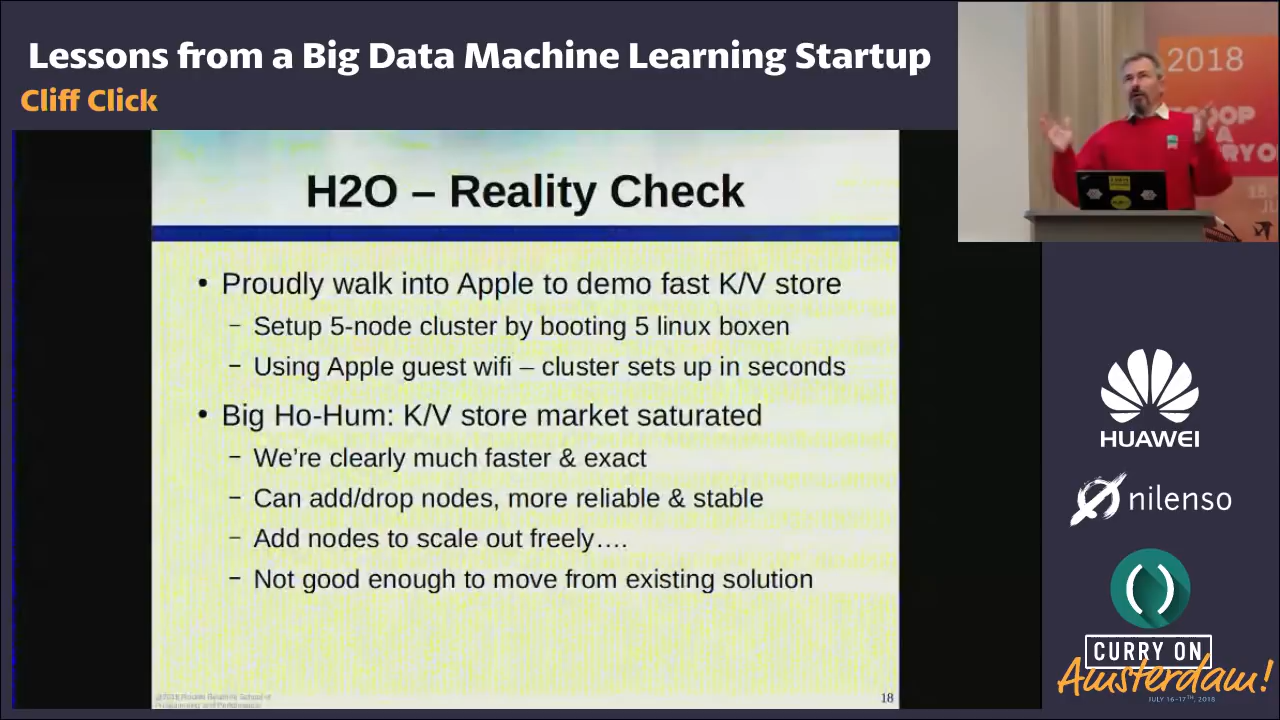 Lessons from a Big Data Machine Learning Startup
Cliff Click
2018
H2O – Reality Check
• Proudly walk into Apple to demo fast K/V store
– Setup 5-node cluster by booting 5 linux boxen
– Using Apple guest wifi – cluster sets up in seconds
• Big Ho-Hum: K/V store market saturated
– We're clearly much faster & exact
– Can add/drop nodes, more reliable & stable
– Add nodes to scale out freely….
– Not good enough to move from existing solution
18
HUAWEI
nilenso
CURRY ON
Amsterdam!
JULY 16-17TH, 2018